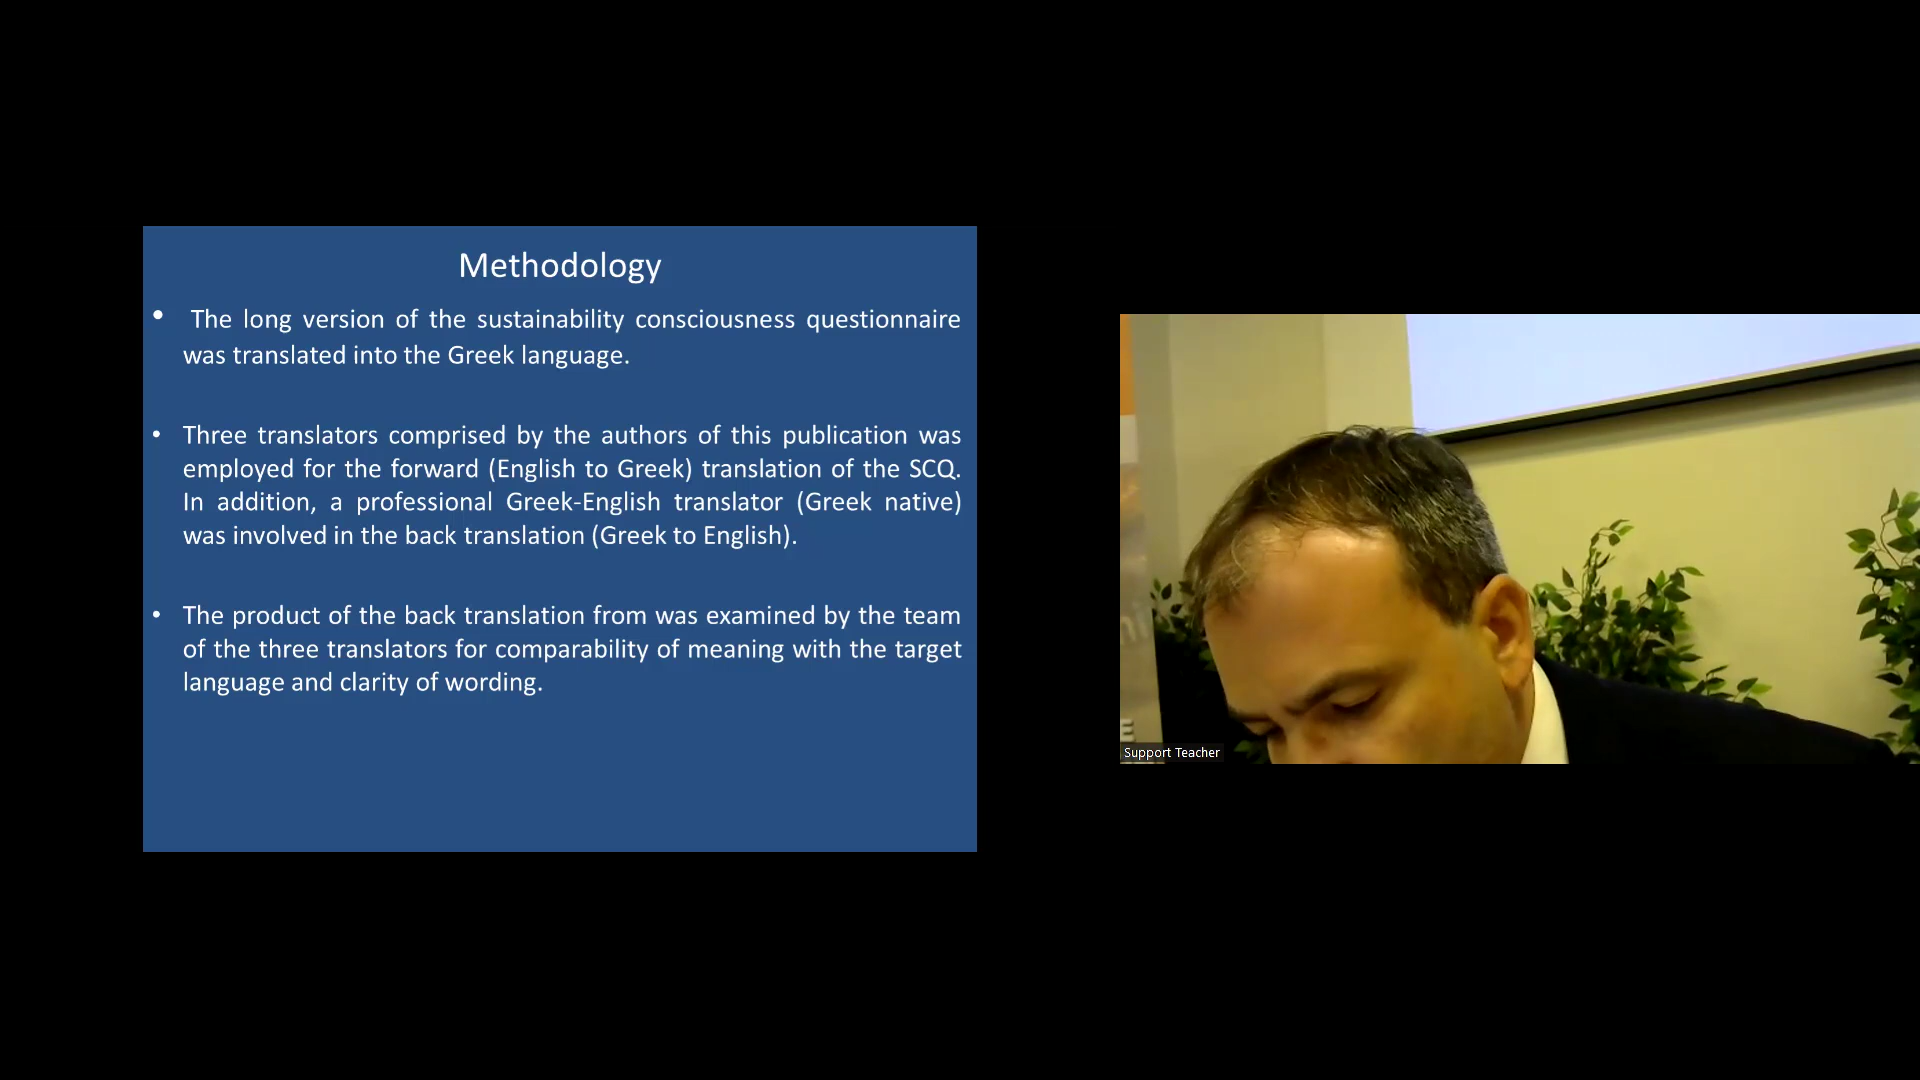 Methodology
• The long version of the sustainability consciousness questionnaire
was translated into the Greek language.
• Three translators comprised by the authors of this publication was
employed for the forward (English to Greek) translation of the SCQ.
In addition, a professional Greek-English translator (Greek native)
was involved in the back translation (Greek to English).
• The product of the back translation from was examined by the team
of the three translators for comparability of meaning with the target
language and clarity of wording.
Support Teacher